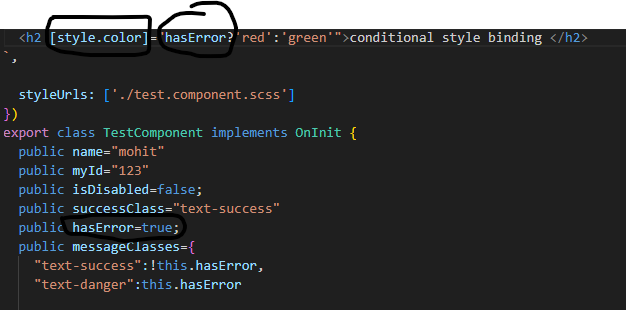 <h2 [style.color]="hasError?'red':'green'">conditional style binding </h2>
`,
styleUrls: ['./test.component.scss']
})
export class TestComponent implements OnInit {
public name="mohit"
public myId="123"
public isDisabled=false;
public successClass="text-success"
public hasError=true;
public messageClasses={
"text-success":!this.hasError,
"text-danger":this.hasError